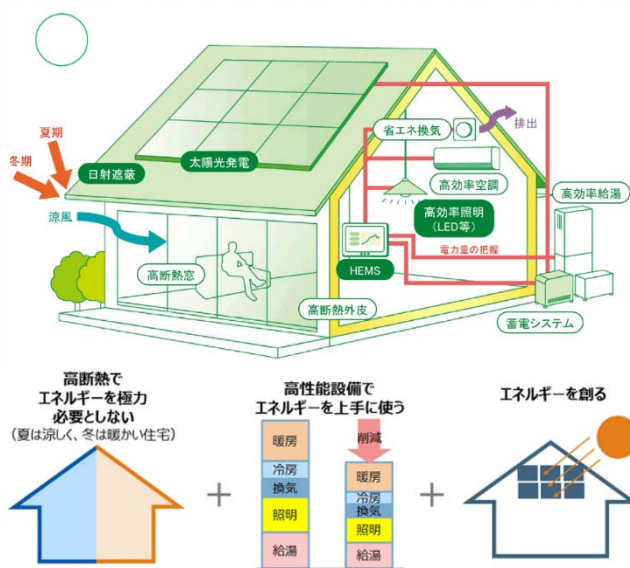 夏期
冬期
日射遮蔽
太陽光発電
涼風
高断熱窓
省エネ換気
排出
高効率空調
高効率照明
(LED等)
高効率給湯
電力量の把握
HEMS
高断熱外皮
蓄電システム
高断熱で
エネルギーを極力
必要としない
(夏は涼しく、冬は暖かい住宅)
+
高性能設備で
エネルギーを上手に使う
暖房
冷房
換気
照明
給湯
削減
暖房
冷房
換気
照明
給湯
+
エネルギーを創る